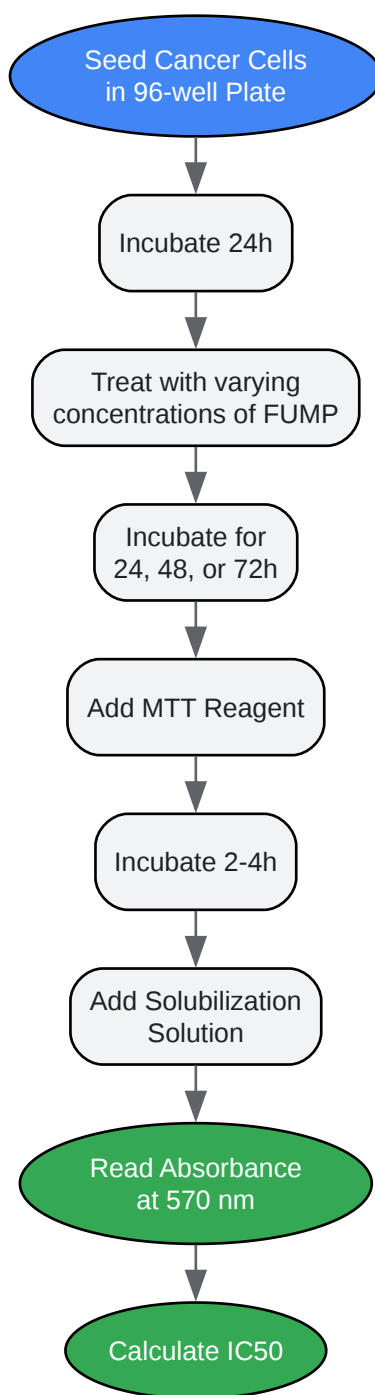 Seed Cancer Cells
in 96-well Plate
Incubate 24h
Treat with varying
concentrations of FUMP
Incubate for
24, 48, or 72h
Add MTT Reagent
Incubate 2-4h
Add Solubilization
Solution
Read Absorbance
at 570 nm
Calculate IC50